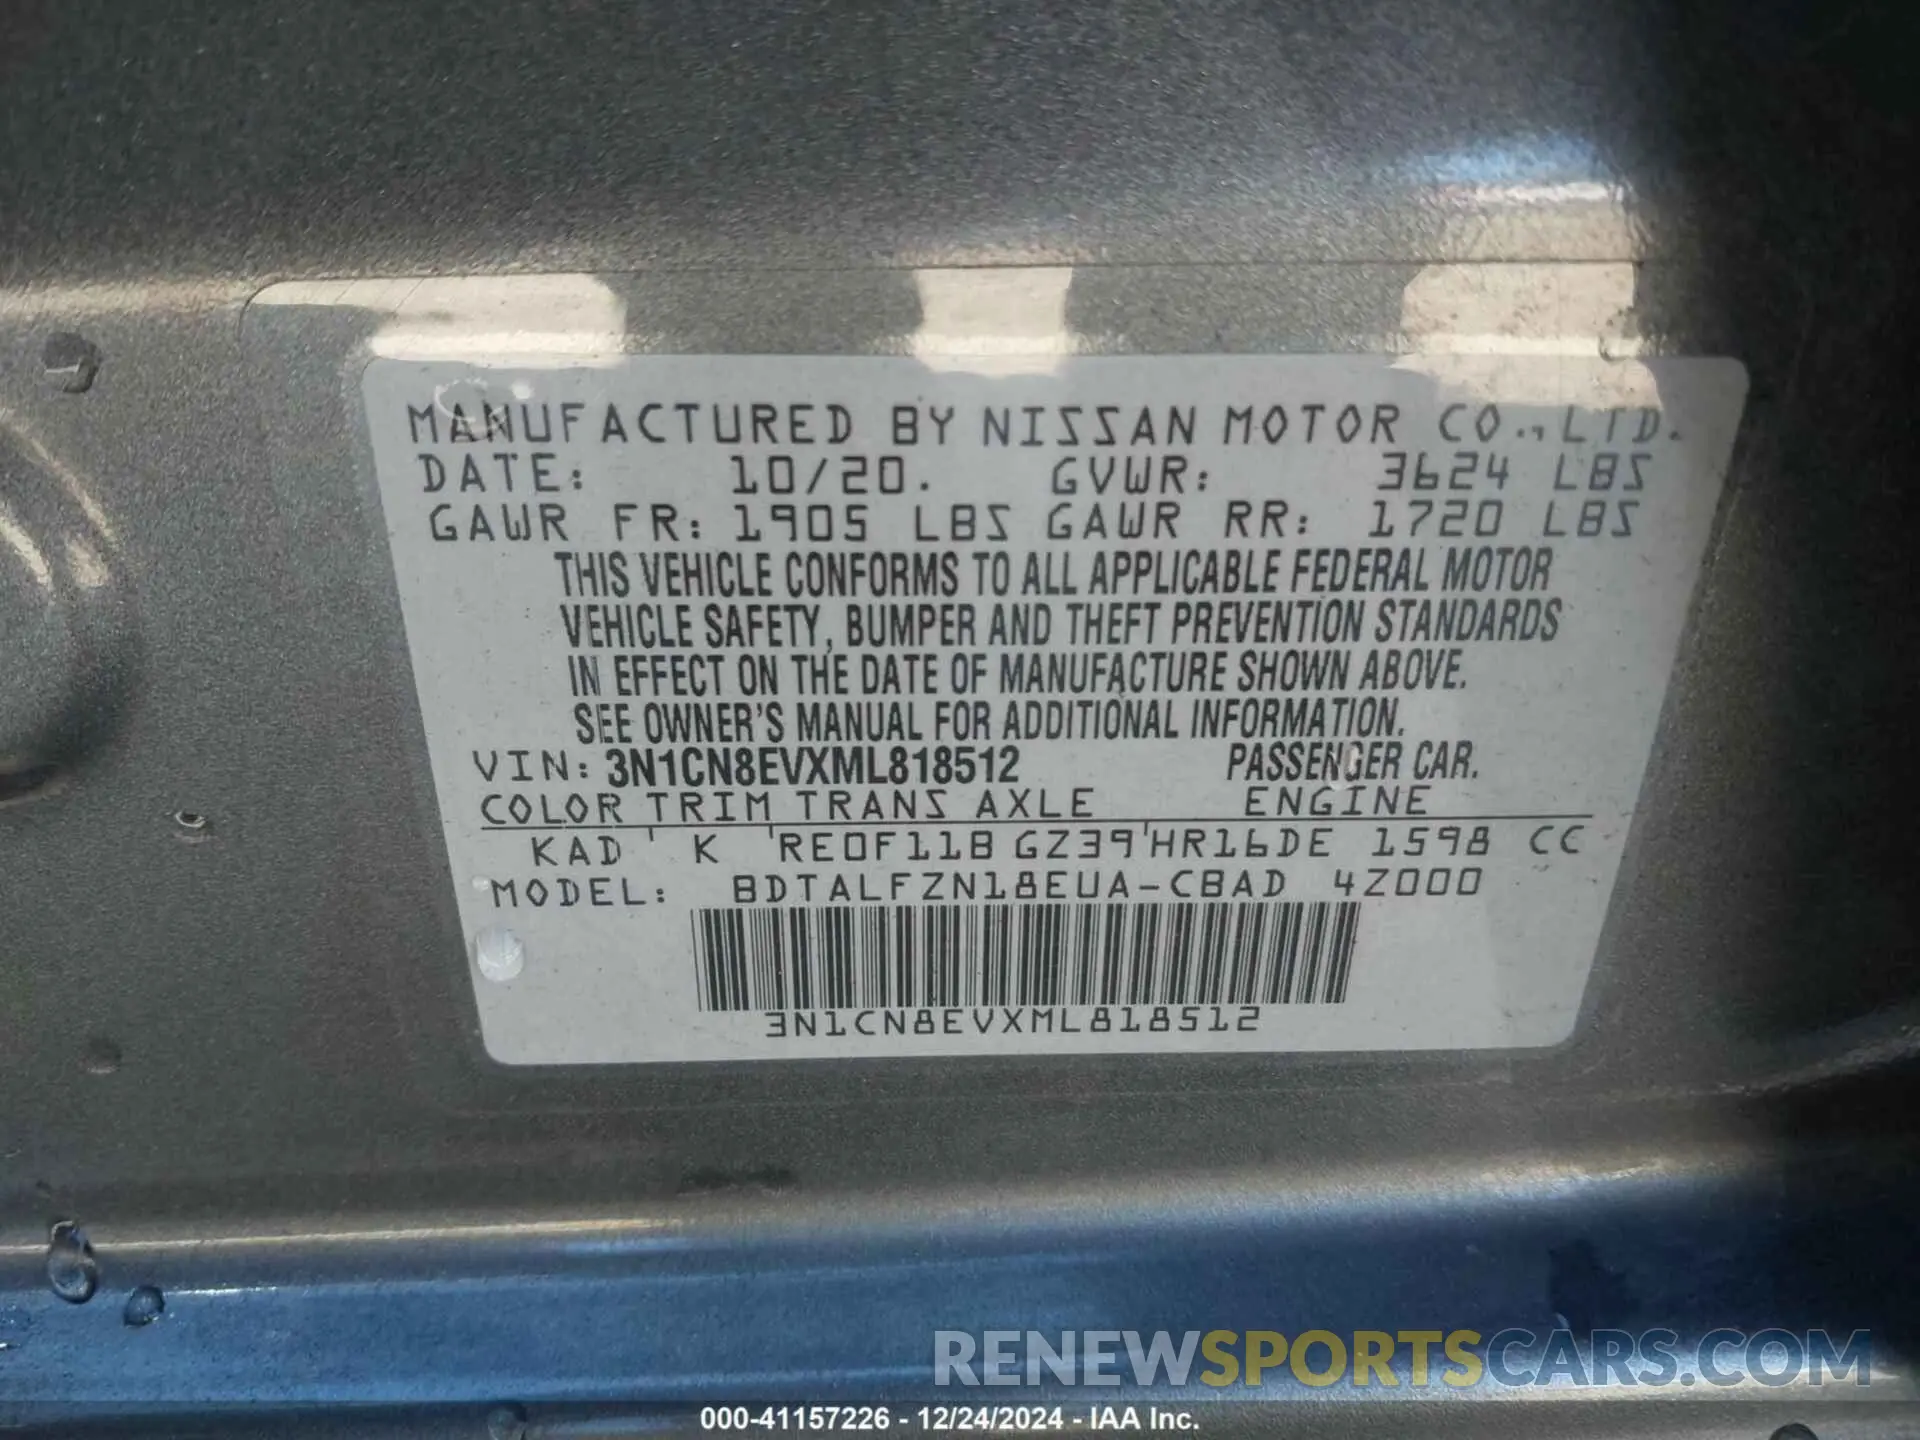 MANUFACTURED BY NISSAN MOTOR CO., LTD.
DATE: 10/20. GVWR: 3624 LBS
GAWR FR: 1905 LBS GAWR RR: 1720 LBS
THIS VEHICLE CONFORMS TO ALL APPLICABLE FEDERAL MOTOR
VEHICLE SAFETY, BUMPER AND THEFT PREVENTION STANDARDS
IN EFFECT ON THE DATE OF MANUFACTURE SHOWN ABOVE.
SEE OWNER'S MANUAL FOR ADDITIONAL INFORMATION.
VIN: 3N1CN8EVXML818512 PASSENGER CAR.
COLOR TRIM TRANS AXLE ENGINE
KAD ' K ' RE0F11B GZ39 ' HR16DE 1598 CC
MODEL: BDTALFZN18EUA-CBAD 4Z000
3N1CN8EVXML818512
RENEWSPORTSCARS.COM
000-41157226 - 12/24/2024 - IAA Inc.